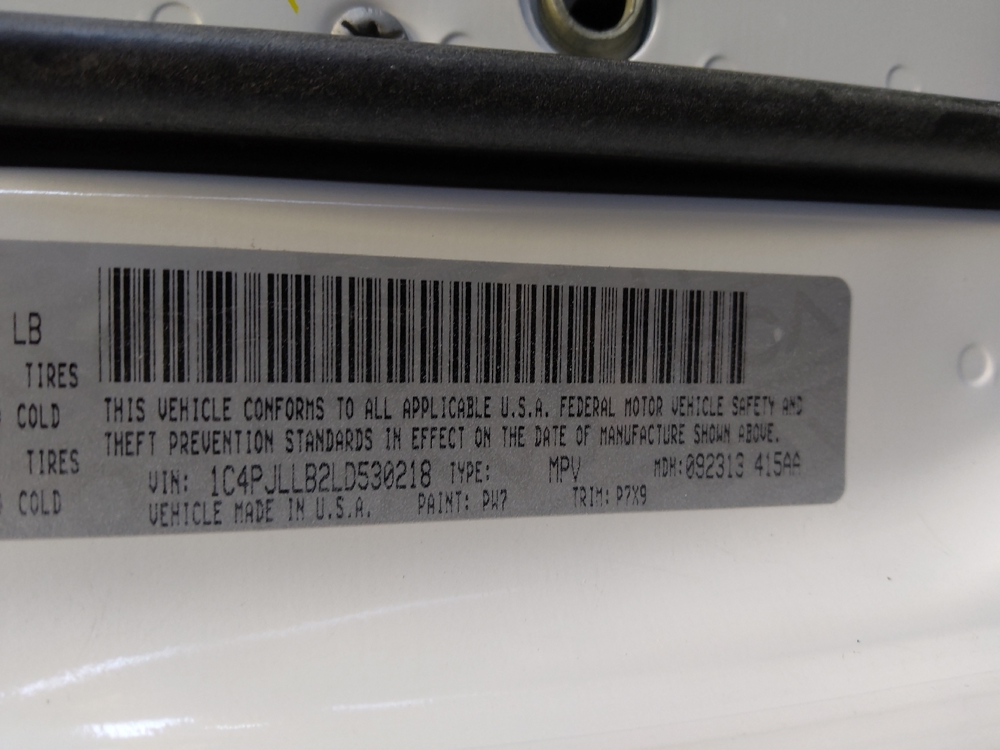 LB
TIRES
COLD
TIRES
COLD
THIS VEHICLE CONFORMS TO ALL APPLICABLE U.S.A. FEDERAL MOTOR VEHICLE SAFETY AND
THEFT PREVENTION STANDARDS IN EFFECT ON THE DATE OF MANUFACTURE SHOWN ABOVE.
VIN: 1C4PJLLB2LD530218 TYPE: MPV MDH:092313 415AA
VEHICLE MADE IN U.S.A. PAINT: PW7 TRIM: P7X9